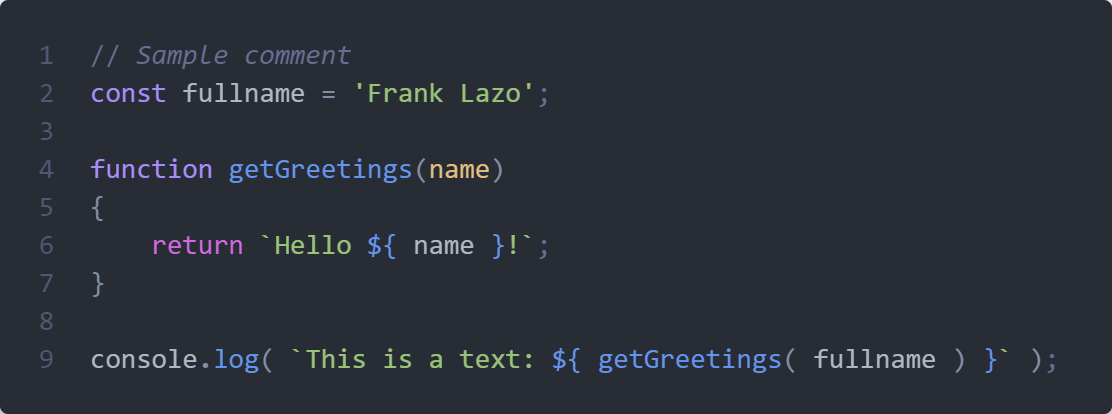 1 // Sample comment
2 const fullname = 'Frank Lazo';
3
4 function getGreetings(name)
5 {
6     return `Hello ${ name }!`;
7 }
8
9 console.log( `This is a text: ${ getGreetings( fullname ) }` );